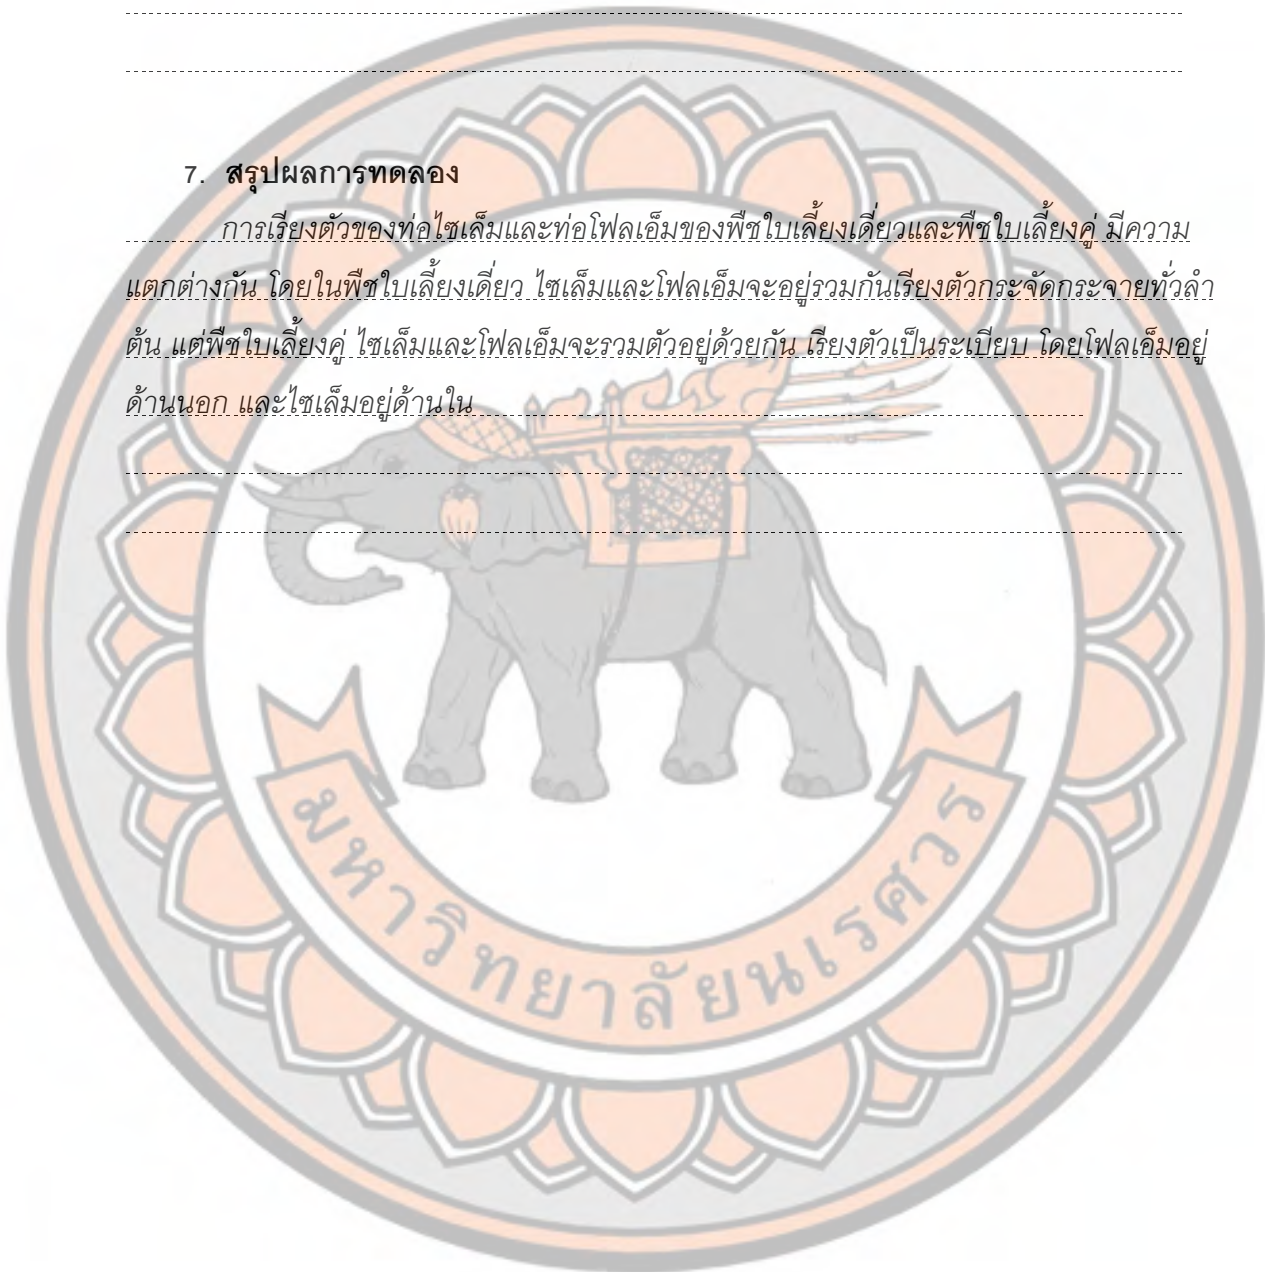 7. สรุปผลการทดลอง
การเรียงตัวของท่อไซเล็มและท่อโฟลเอ็มของพืชใบเลี้ยงเดี่ยวและพืชใบเลี้ยงคู่ มีความ
แตกต่างกัน โดยในพืชใบเลี้ยงเดี่ยว ไซเล็มและโฟลเอ็มจะอยู่รวมกันเรียงตัวกระจัดกระจายทั่วลำ
ต้น แต่พืชใบเลี้ยงคู่ ไซเล็มและโฟลเอ็มจะรวมตัวอยู่ด้วยกัน เรียงตัวเป็นระเบียบ โดยโฟลเอ็มอยู่
ด้านนอก และไซเล็มอยู่ด้านใน
มหาวิทยาลัยนเรศวร